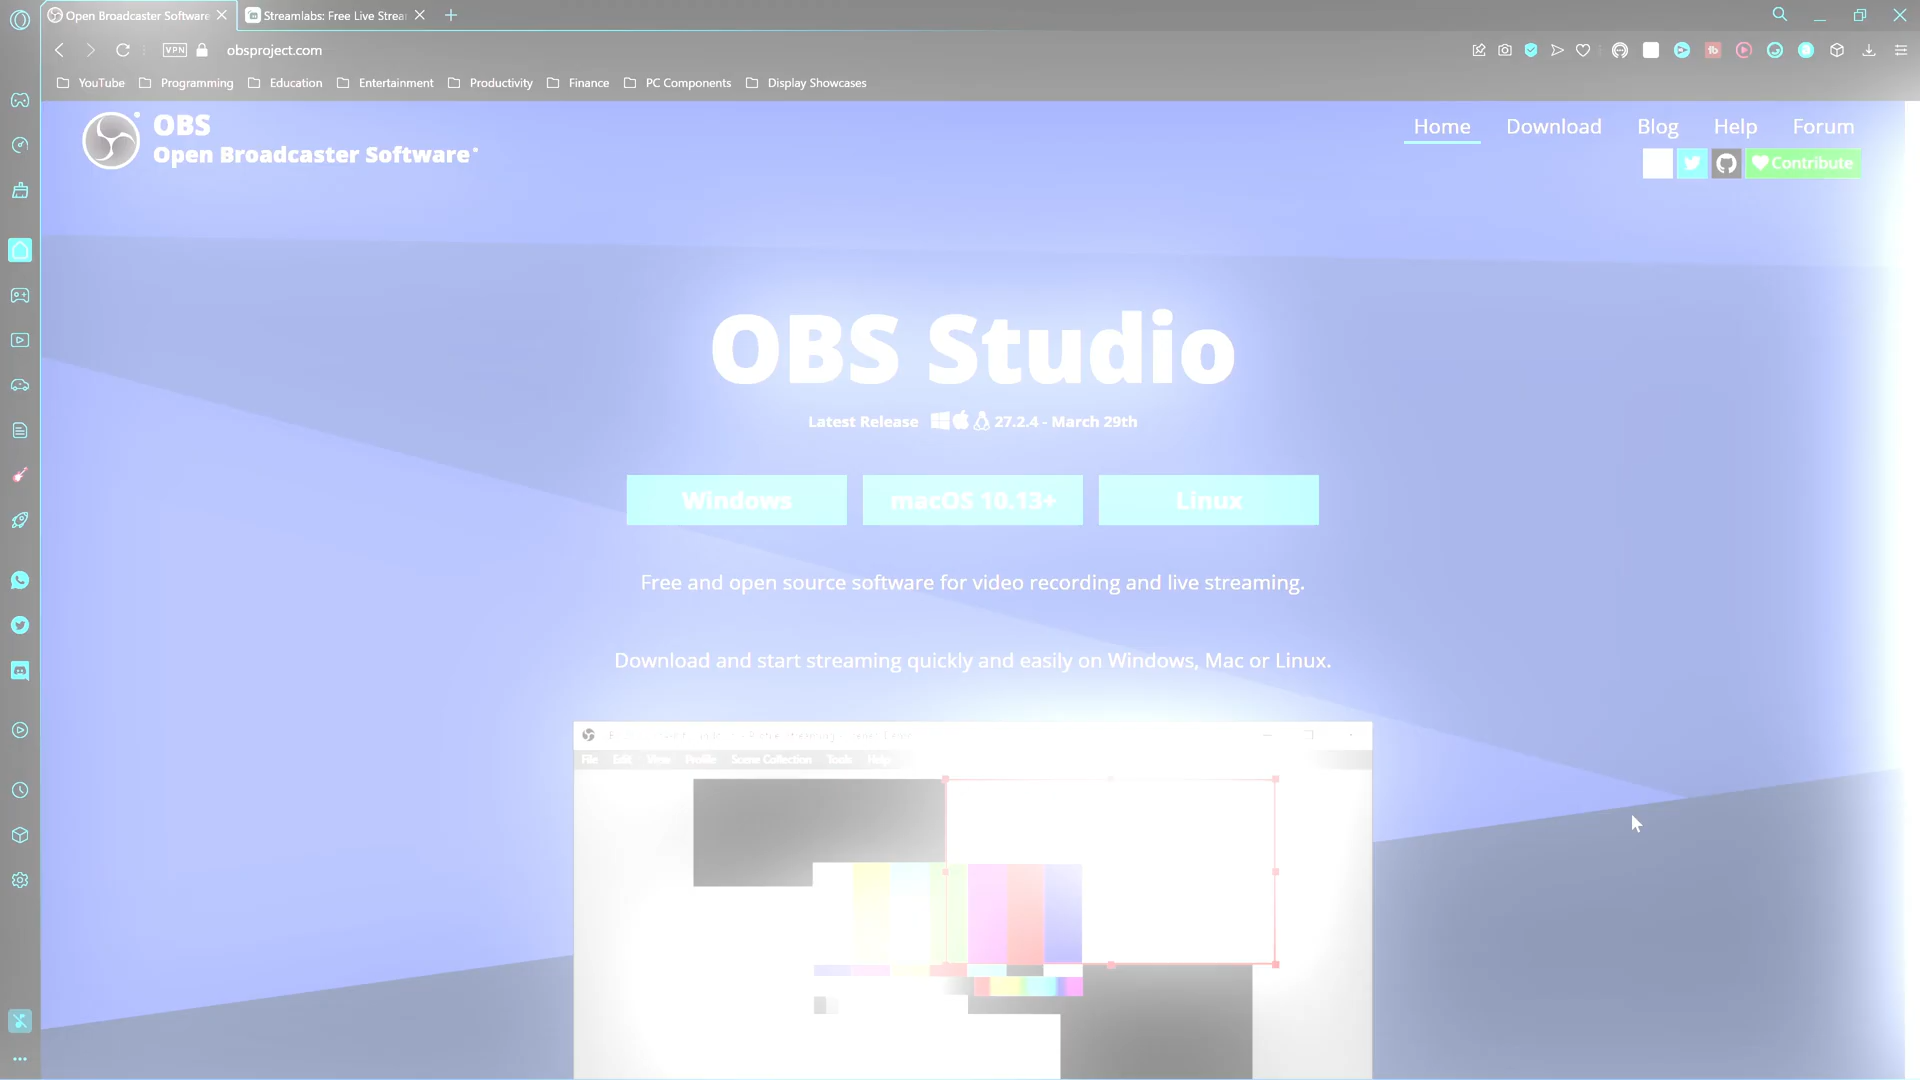 Open Broadcaster Software
Streamlabs: Free Live Strea
VPN
obsproject.com
YouTube
Programming
Education
Entertainment
Productivity
Finance
PC Components
Display Showcases
OBS
Open Broadcaster Software
Home
Download
Blog
Help
Forum
Contribute
OBS Studio
Latest Release 27.2.4 - March 29th
Windows
macOS 10.13+
Linux
Free and open source software for video recording and live streaming.
Download and start streaming quickly and easily on Windows, Mac or Linux.
File
Edit
View
Profile
Scene Collection
Tools
Help